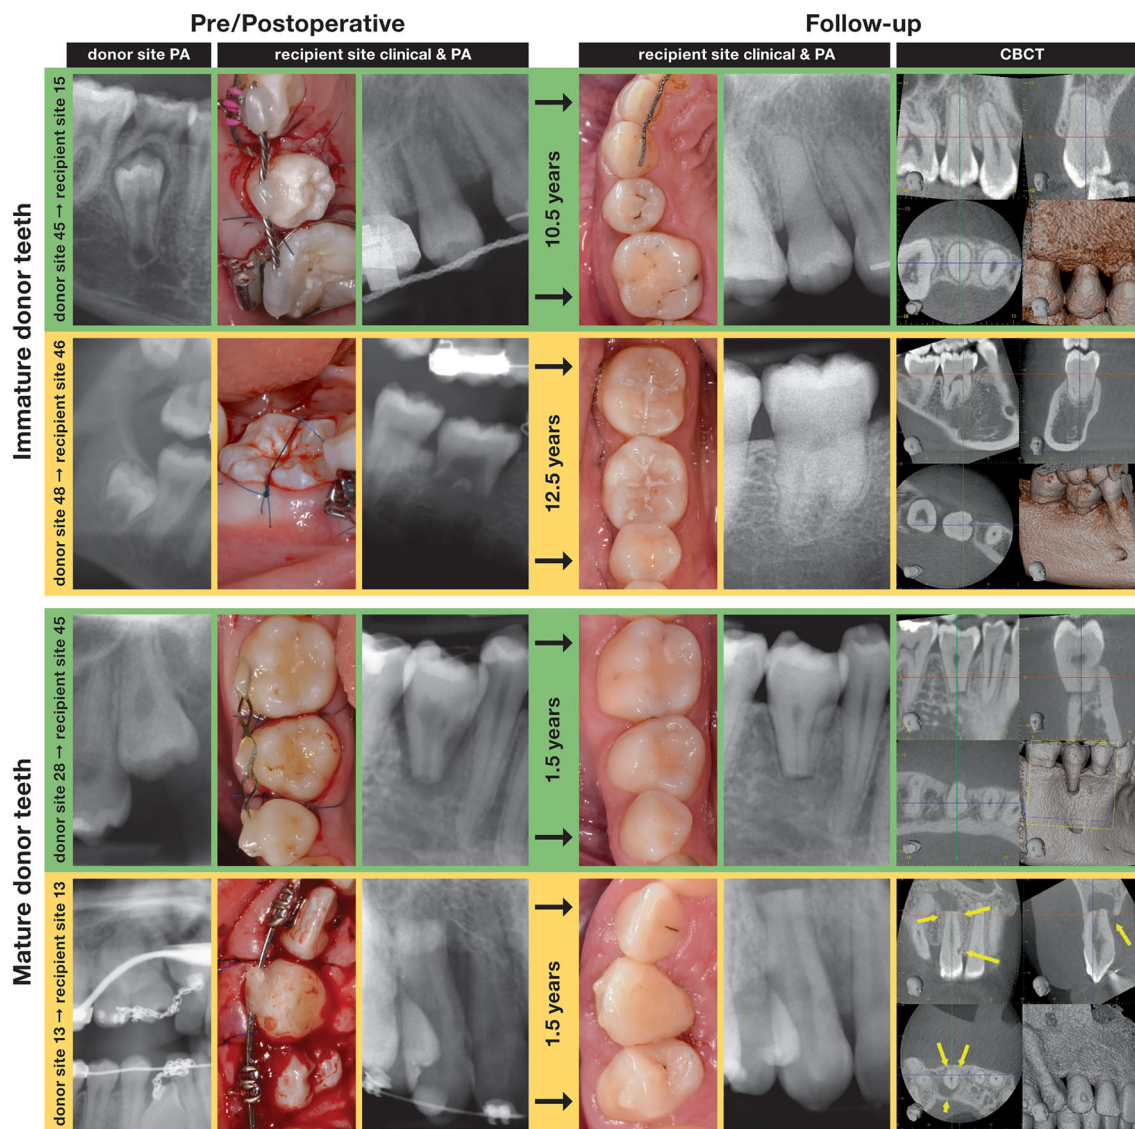 Pre/Postoperative
Follow-up
donor site PA
recipient site clinical & PA
recipient site clinical & PA
CBCT
Immature donor teeth
donor site 45 → recipient site 15
10.5 years
donor site 48 → recipient site 46
12.5 years
Mature donor teeth
donor site 28 → recipient site 45
1.5 years
donor site 13 → recipient site 13
1.5 years